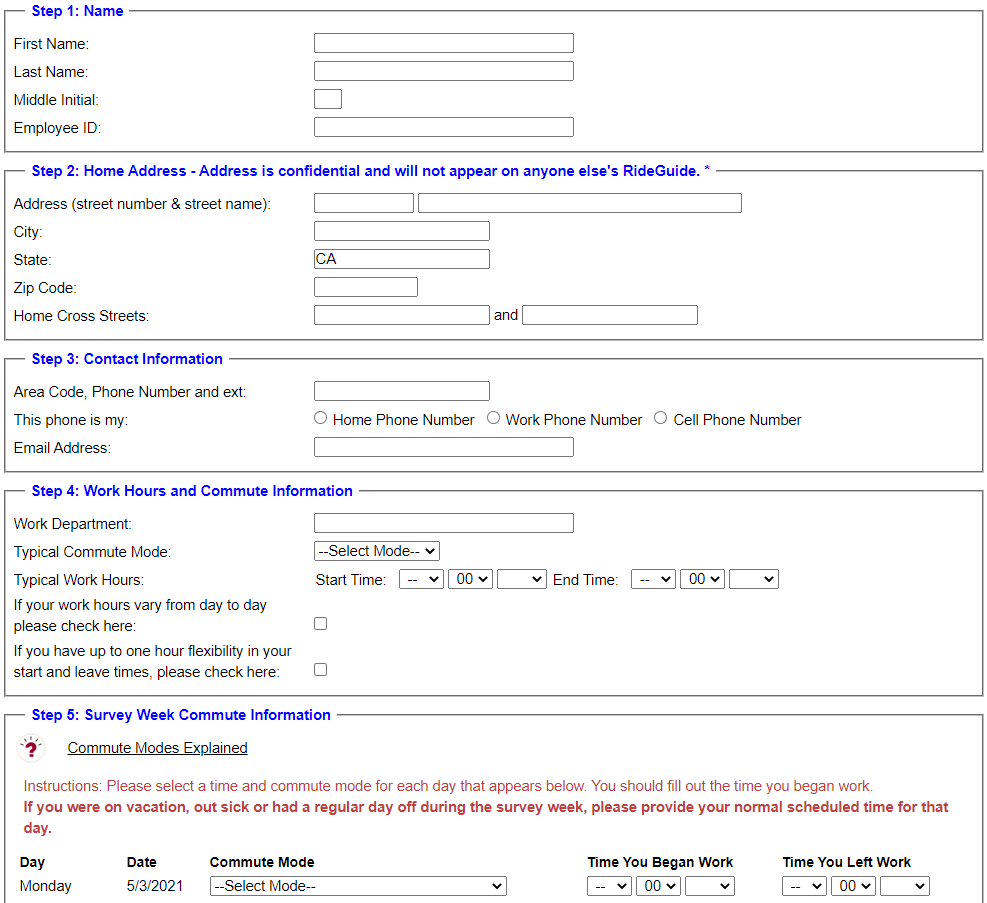 Step 1: Name
First Name:
Last Name:
Middle Initial:
Employee ID:
Step 2: Home Address - Address is confidential and will not appear on anyone else's RideGuide. *
Address (street number & street name):
City:
State: CA
Zip Code:
Home Cross Streets: and
Step 3: Contact Information
Area Code, Phone Number and ext:
This phone is my: Home Phone Number Work Phone Number Cell Phone Number
Email Address:
Step 4: Work Hours and Commute Information
Work Department:
Typical Commute Mode: --Select Mode--
Typical Work Hours: Start Time: -- 00 End Time: -- 00
If your work hours vary from day to day
please check here:
If you have up to one hour flexibility in your
start and leave times, please check here:
Step 5: Survey Week Commute Information
? Commute Modes Explained
Instructions: Please select a time and commute mode for each day that appears below. You should fill out the time you began work.
If you were on vacation, out sick or had a regular day off during the survey week, please provide your normal scheduled time for that
day.
Day Date Commute Mode Time You Began Work Time You Left Work
Monday 5/3/2021 --Select Mode-- -- 00 -- 00